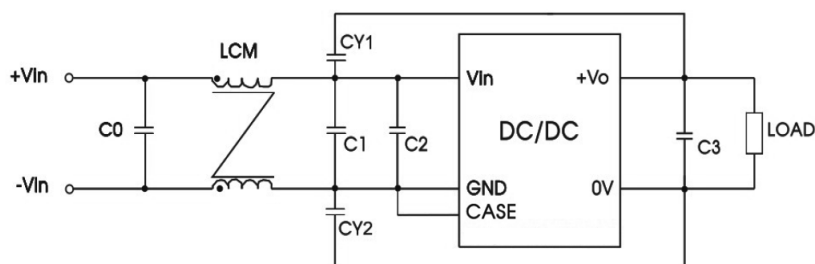 LCM
CY1
+VIn
VIn
+Vo
C0
C1
C2
DC/DC
C3
LOAD
-VIn
GND
0V
CASE
CY2